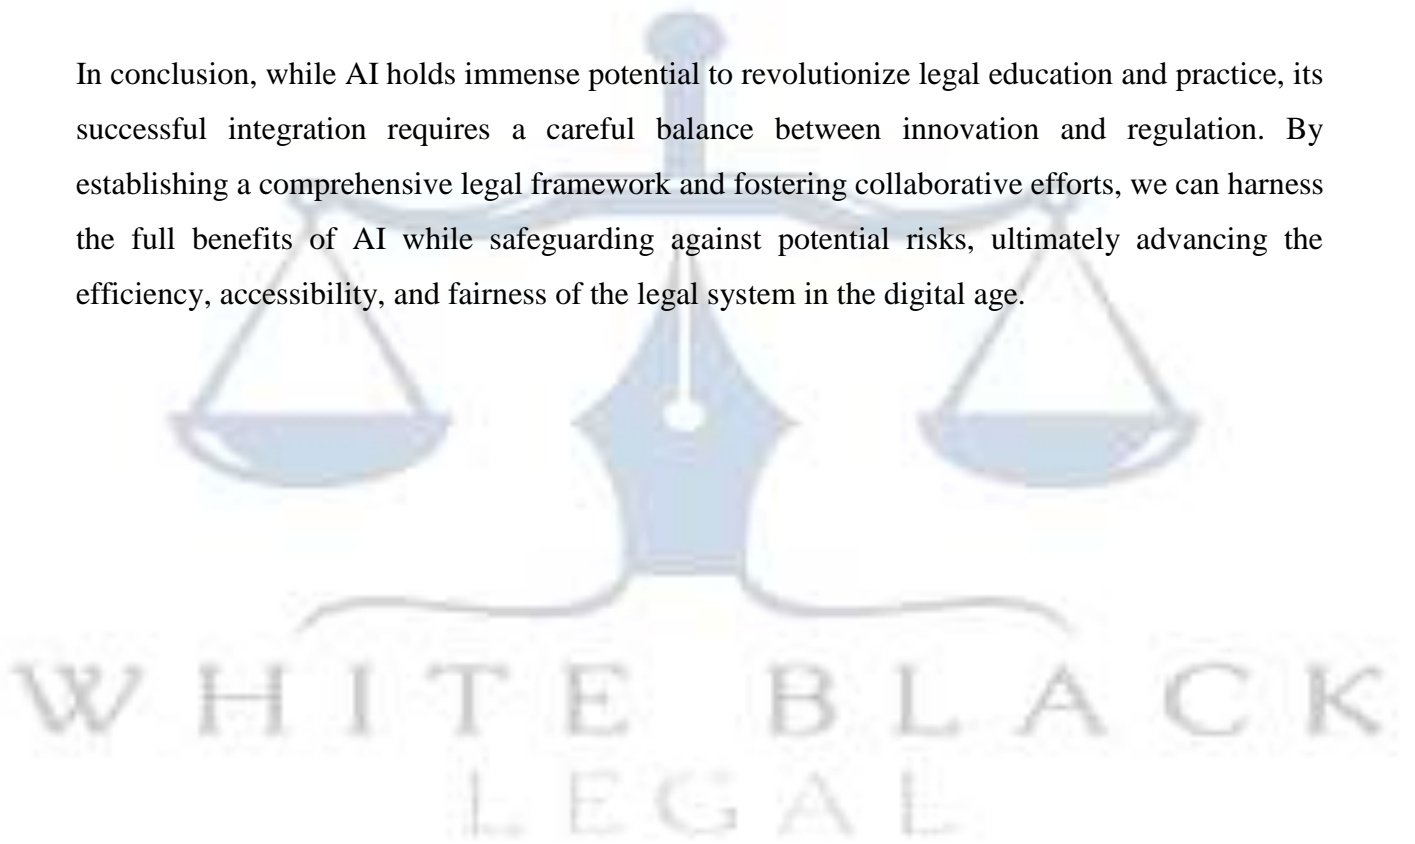 In conclusion, while AI holds immense potential to revolutionize legal education and practice, its
successful integration requires a careful balance between innovation and regulation. By
establishing a comprehensive legal framework and fostering collaborative efforts, we can harness
the full benefits of AI while safeguarding against potential risks, ultimately advancing the
efficiency, accessibility, and fairness of the legal system in the digital age.
WHITE BLACK
LEGAL